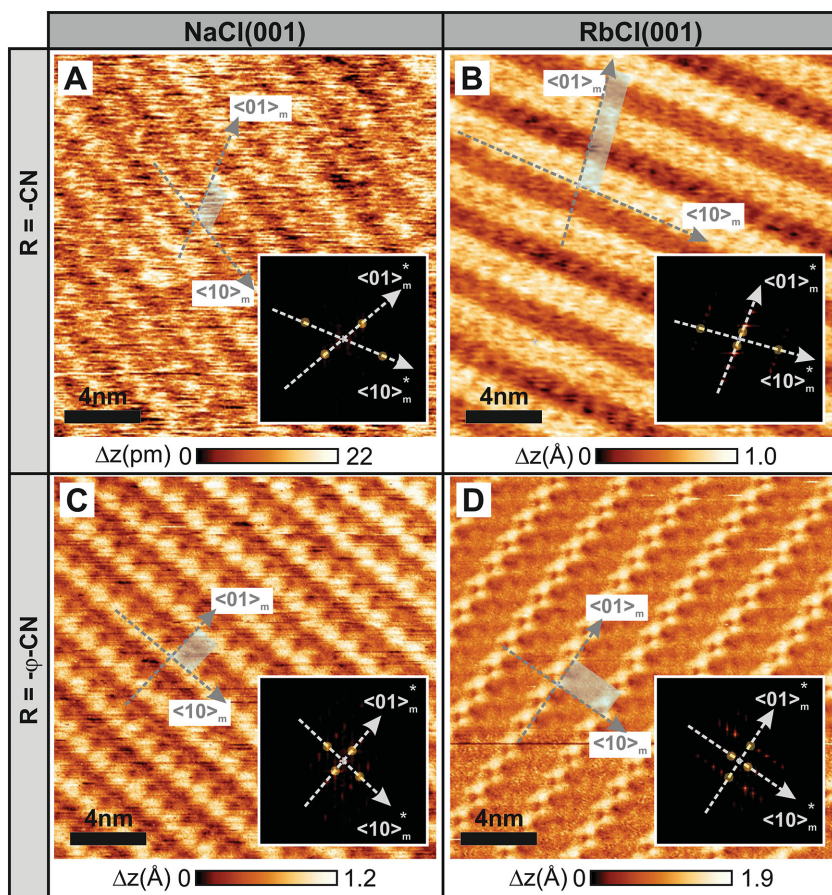 NaCl(001)
RbCl(001)
R = -CN
A
<01>m
<10>m
<01>m*
<10>m*
4nm
Δz(pm) 0 22
B
<01>m
<10>m
<01>m*
<10>m*
4nm
Δz(Å) 0 1.0
R = -φ-CN
C
<01>m
<10>m
<01>m*
<10>m*
4nm
Δz(Å) 0 1.2
D
<01>m
<10>m
<01>m*
<10>m*
4nm
Δz(Å) 0 1.9